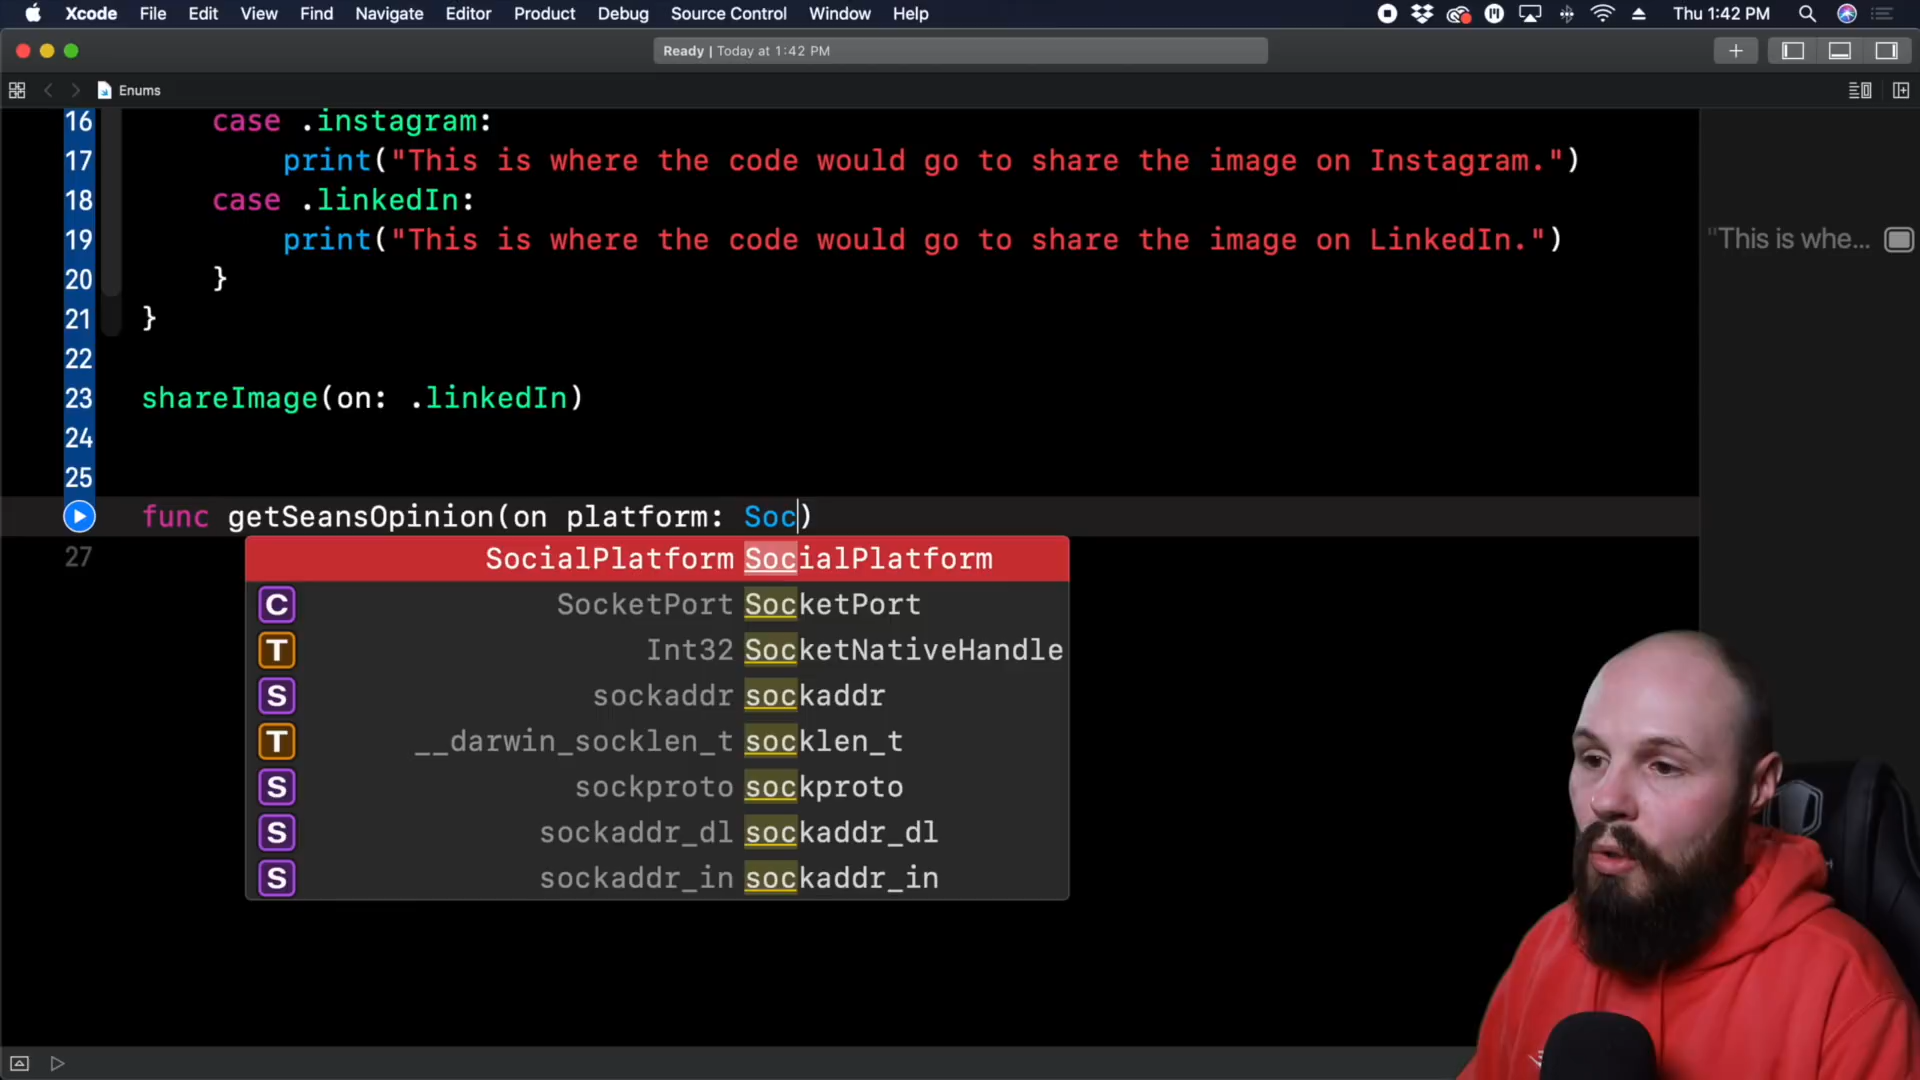 Xcode File Edit View Find Navigate Editor Product Debug Source Control Window Help Thu 1:42 PM
Ready | Today at 1:42 PM
Enums
16 case .instagram:
17 print("This is where the code would go to share the image on Instagram.")
18 case .linkedIn:
19 print("This is where the code would go to share the image on LinkedIn.") "This is whe...
20 }
21 }
22
23 shareImage(on: .linkedIn)
24
25
func getSeansOpinion(on platform: Soc)
27
SocialPlatform SocialPlatform
C SocketPort SocketPort
T Int32 SocketNativeHandle
S sockaddr sockaddr
T __darwin_socklen_t socklen_t
S sockproto sockproto
S sockaddr_dl sockaddr_dl
S sockaddr_in sockaddr_in